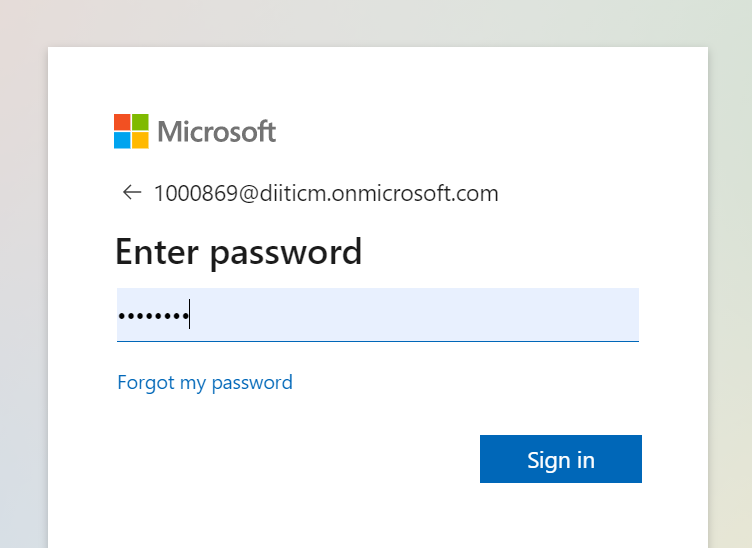 Microsoft
← 1000869@diiticm.onmicrosoft.com
Enter password
••••••••
Forgot my password
Sign in